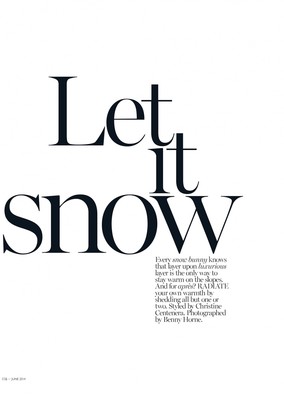 Let
it
snow
Every snow bunny knows
that layer upon luxurious
layer is the only way to
stay warm on the slopes.
And for après? RADIATE
your own warmth by
shedding all but one or
two. Styled by Christine
Centenera. Photographed
by Benny Horne.
JUNE 2014